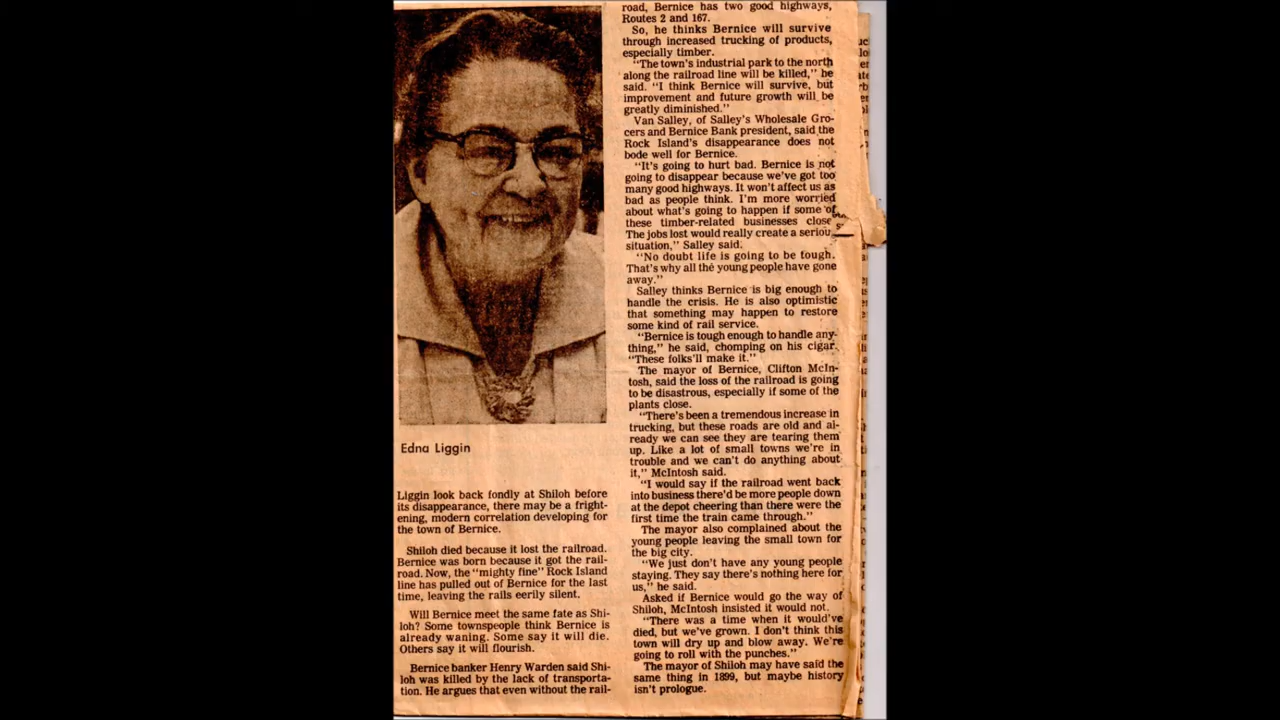 Edna Liggin
Liggin look back fondly at Shiloh before
its disappearance, there may be a fright-
ening, modern correlation developing for
the town of Bernice.
Shiloh died because it lost the railroad.
Bernice was born because it got the rail-
road. Now, the "mighty fine" Rock Island
line has pulled out of Bernice for the last
time, leaving the rails eerily silent.
Will Bernice meet the same fate as Shi-
loh? Some townspeople think Bernice is
already waning. Some say it will die.
Others say it will flourish.
Bernice banker Henry Warden said Shi-
loh was killed by the lack of transporta-
tion. He argues that even without the rail-
road, Bernice has two good highways,
Routes 2 and 167.
So, he thinks Bernice will survive
through increased trucking of products,
especially timber.
"The town's industrial park to the north
along the railroad line will be killed," he
said. "I think Bernice will survive, but
improvement and future growth will be
greatly diminished."
Van Salley, of Salley's Wholesale Gro-
cers and Bernice Bank president, said the
Rock Island's disappearance does not
bode well for Bernice.
"It's going to hurt bad. Bernice is not
going to disappear because we've got too
many good highways. It won't affect us as
bad as people think. I'm more worried
about what's going to happen if some of
these timber-related businesses close
The jobs lost would really create a seriou
situation," Salley said.
"No doubt life is going to be tough.
That's why all the young people have gone
away."
Salley thinks Bernice is big enough to
handle the crisis. He is also optimistic
that something may happen to restore
some kind of rail service.
"Bernice is tough enough to handle any-
thing," he said, chomping on his cigar.
"These folks'll make it."
The mayor of Bernice, Clifton McIn-
tosh, said the loss of the railroad is going
to be disastrous, especially if some of the
plants close.
"There's been a tremendous increase in
trucking, but these roads are old and al-
ready we can see they are tearing them
up. Like a lot of small towns we're in
trouble and we can't do anything about
it," McIntosh said.
"I would say if the railroad went back
into business there'd be more people down
at the depot cheering than there were the
first time the train came through."
The mayor also complained about the
young people leaving the small town for
the big city.
"We just don't have any young people
staying. They say there's nothing here for
us," he said.
Asked if Bernice would go the way of
Shiloh, McIntosh insisted it would not.
"There was a time when it would've
died, but we've grown. I don't think this
town will dry up and blow away. We're
going to roll with the punches."
The mayor of Shiloh may have said the
same thing in 1899, but maybe history
isn't prologue.